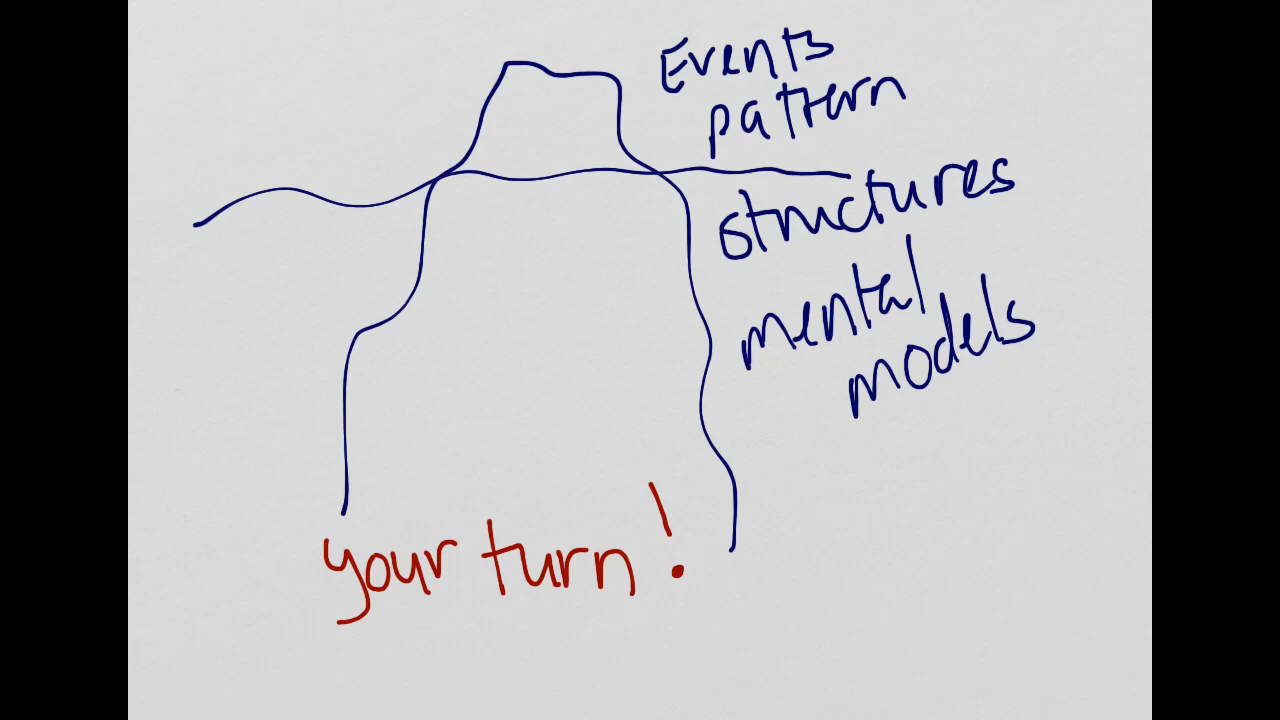 Events
pattern
structures
mental
models
your turn!